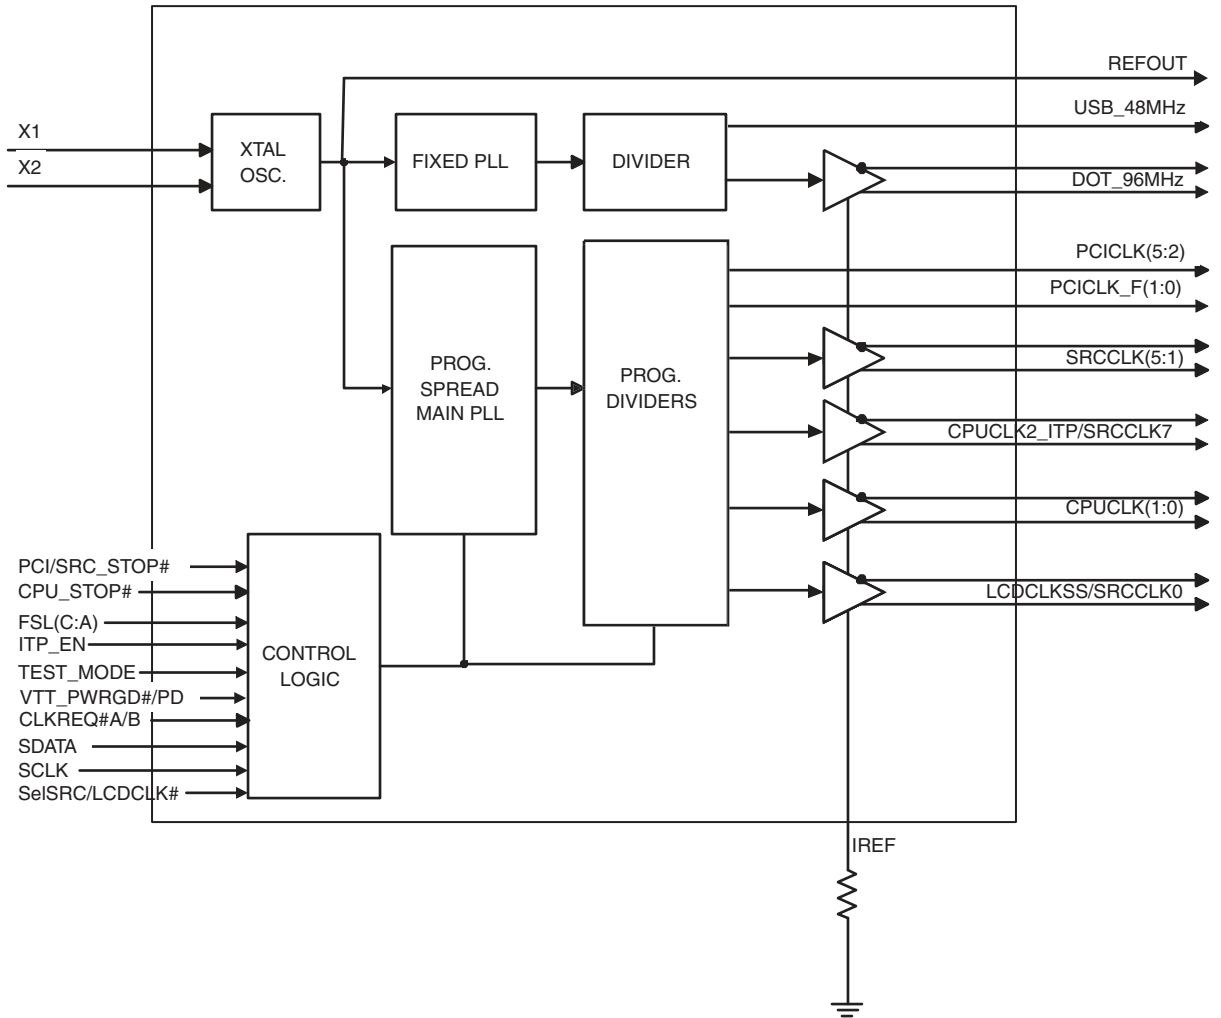 REFOUT
USB_48MHz
X1
XTAL
OSC.
FIXED PLL
DIVIDER
X2
DOT_96MHz
PCICLK(5:2)
PCICLK_F(1:0)
PROG.
SPREAD
MAIN PLL
PROG.
DIVIDERS
SRCCLK(5:1)
CPUCLK2_ITP/SRCCLK7
CPUCLK(1:0)
LCDCLKSS/SRCCLK0
PCI/SRC_STOP#
CPU_STOP#
FSL(C:A)
ITP_EN
TEST_MODE
VTT_PWRGD#/PD
CLKREQ#A/B
SDATA
SCLK
SelSRC/LCDCLK#
CONTROL
LOGIC
IREF